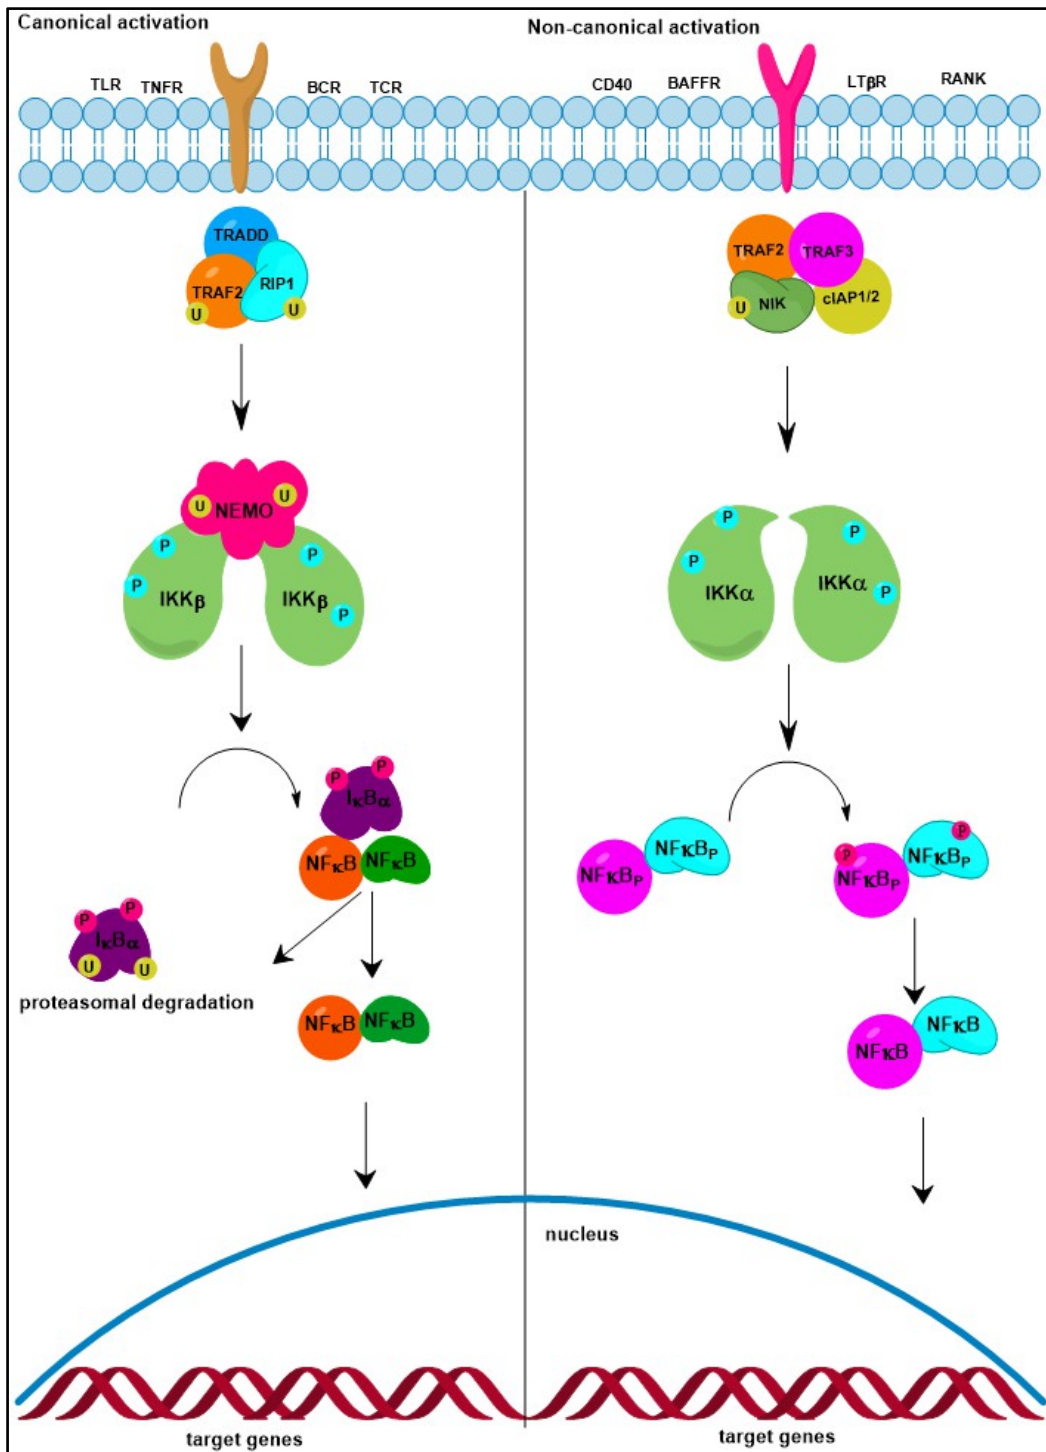 Canonical activation
Non-canonical activation
TLR TNFR BCR TCR
CD40 BAFFR LTβR RANK
TRADD
TRAF2
RIP1
U
U
TRAF2
TRAF3
NIK
cIAP1/2
U
U
NEMO
U
P
P
IKKβ
P
P
IKKβ
P
P
IKKα
P
P
IKKα
P
P
IκBα
NFκB
NFκB
P
P
IκBα
U
U
proteasomal degradation
NFκB
NFκB
NFκBP
NFκBP
P
P
NFκBP
NFκBP
NFκB
NFκB
nucleus
target genes
target genes